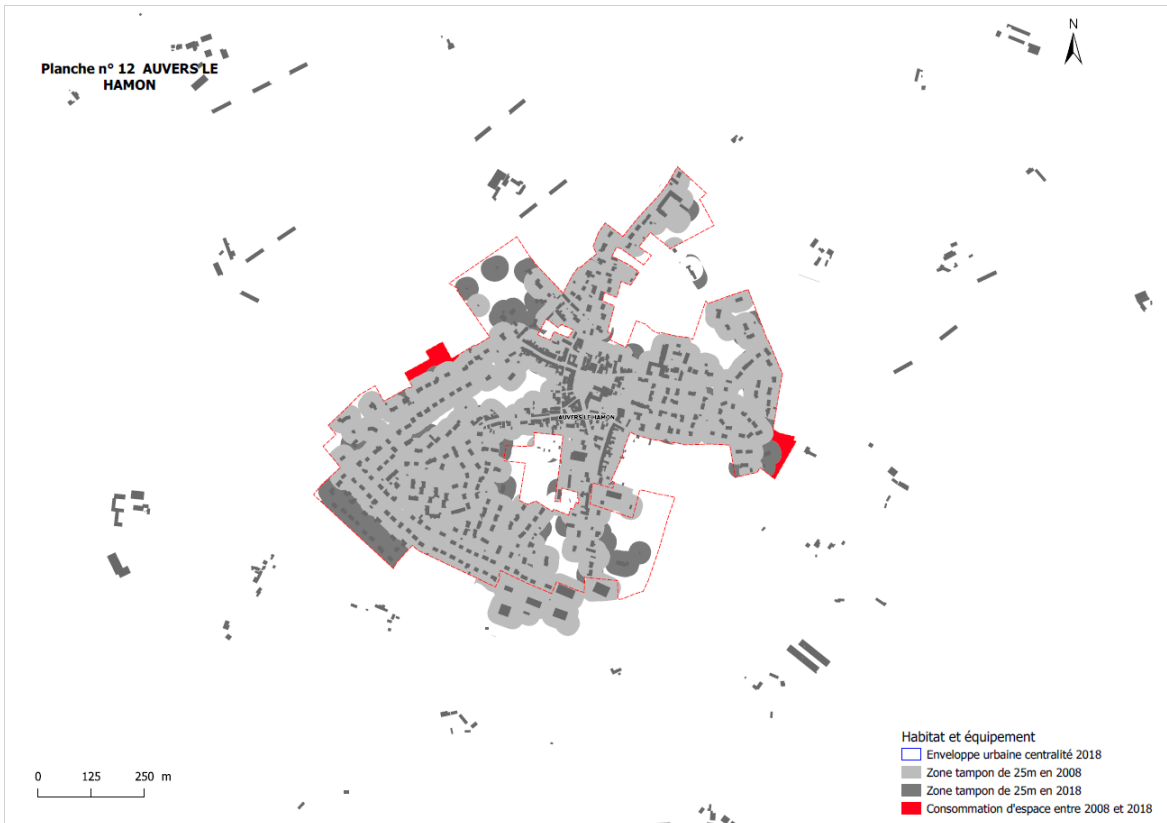 N
Planche n° 12 AUVERS LE
HAMON
AUVERS LE HAMON
Habitat et équipement
Enveloppe urbaine centralité 2018
Zone tampon de 25m en 2008
Zone tampon de 25m en 2018
Consommation d'espace entre 2008 et 2018
0 125 250 m